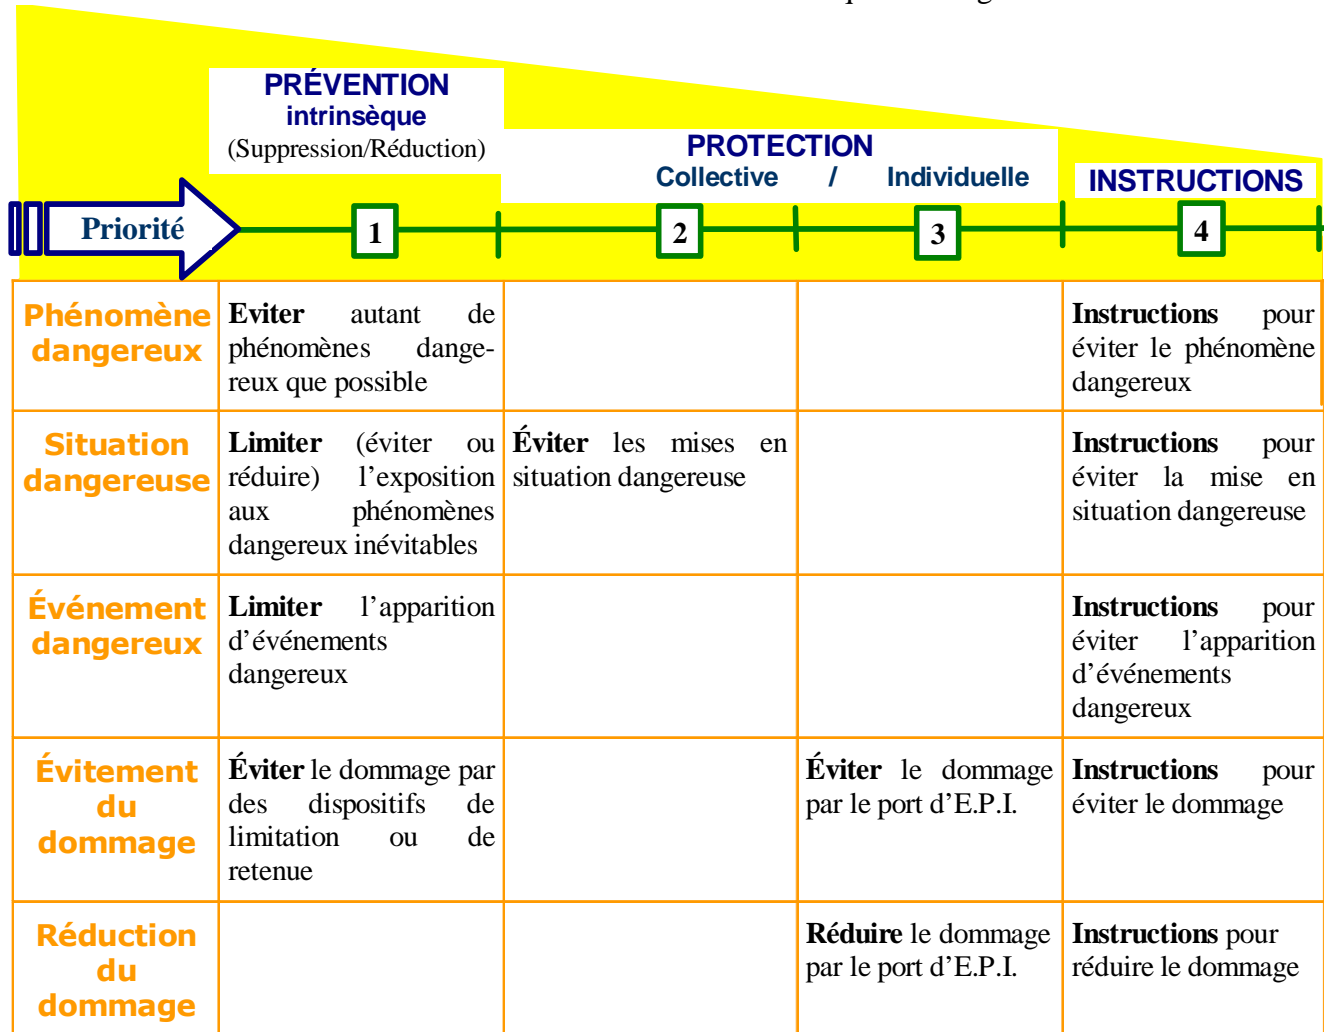 PRÉVENTION
intrinsèque
(Suppression/Réduction)
PROTECTION
Collective / Individuelle
INSTRUCTIONS
Priorité
1
2
3
4
Phénomène
dangereux
Eviter autant de
phénomènes dange-
reux que possible
Instructions pour
éviter le phénomène
dangereux
Situation
dangereuse
Limiter (éviter ou
réduire) l’exposition
aux phénomènes
dangereux inévitables
Éviter les mises en
situation dangereuse
Instructions pour
éviter la mise en
situation dangereuse
Événement
dangereux
Limiter l’apparition
d’événements
dangereux
Instructions pour
éviter l’apparition
d’événements
dangereux
Évitement
du
dommage
Éviter le dommage par
des dispositifs de
limitation ou de
retenue
Éviter le dommage
par le port d’E.P.I.
Instructions pour
éviter le dommage
Réduction
du
dommage
Réduire le dommage
par le port d’E.P.I.
Instructions pour
réduire le dommage